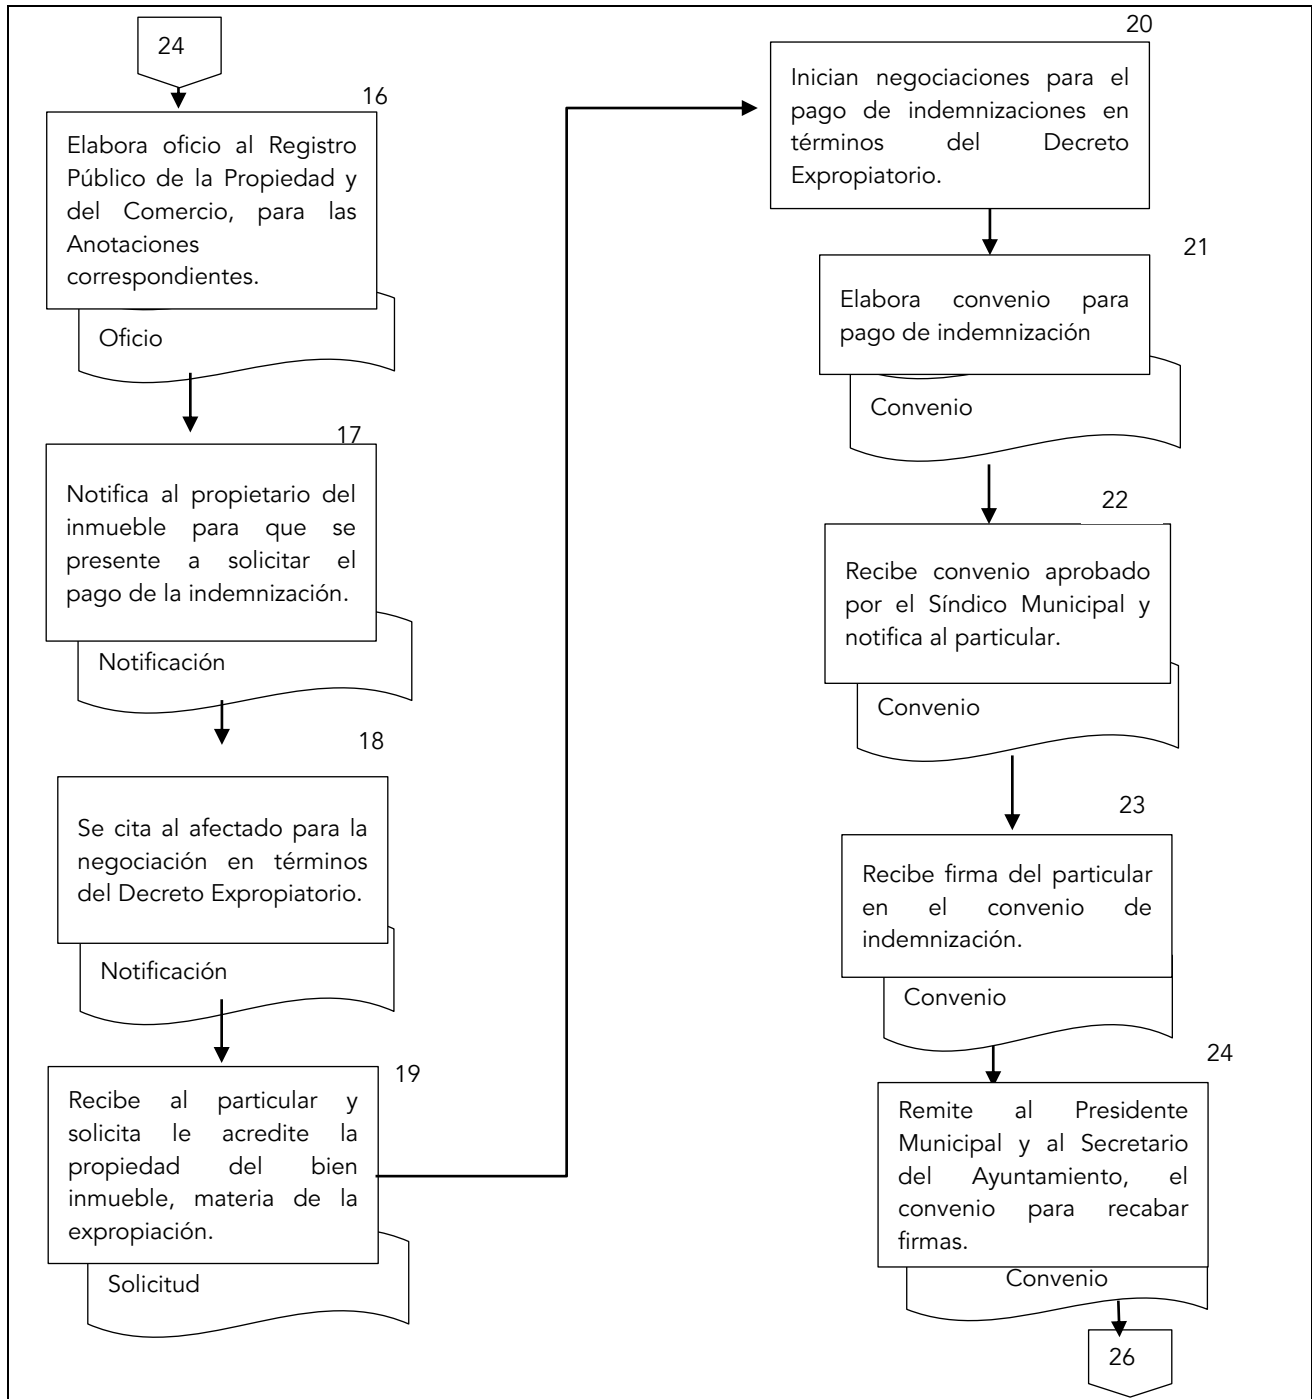 24
16
Elabora oficio al Registro
Público de la Propiedad y
del Comercio, para las
Anotaciones
correspondientes.
Oficio
17
Notifica al propietario del
inmueble para que se
presente a solicitar el
pago de la indemnización.
Notificación
18
Se cita al afectado para la
negociación en términos
del Decreto Expropiatorio.
Notificación
19
Recibe al particular y
solicita le acredite la
propiedad del bien
inmueble, materia de la
expropiación.
Solicitud
20
Inician negociaciones para el
pago de indemnizaciones en
términos del Decreto
Expropiatorio.
21
Elabora convenio para
pago de indemnización
Convenio
22
Recibe convenio aprobado
por el Síndico Municipal y
notifica al particular.
Convenio
23
Recibe firma del particular
en el convenio de
indemnización.
Convenio
24
Remite al Presidente
Municipal y al Secretario
del Ayuntamiento, el
convenio para recabar
firmas.
Convenio
26